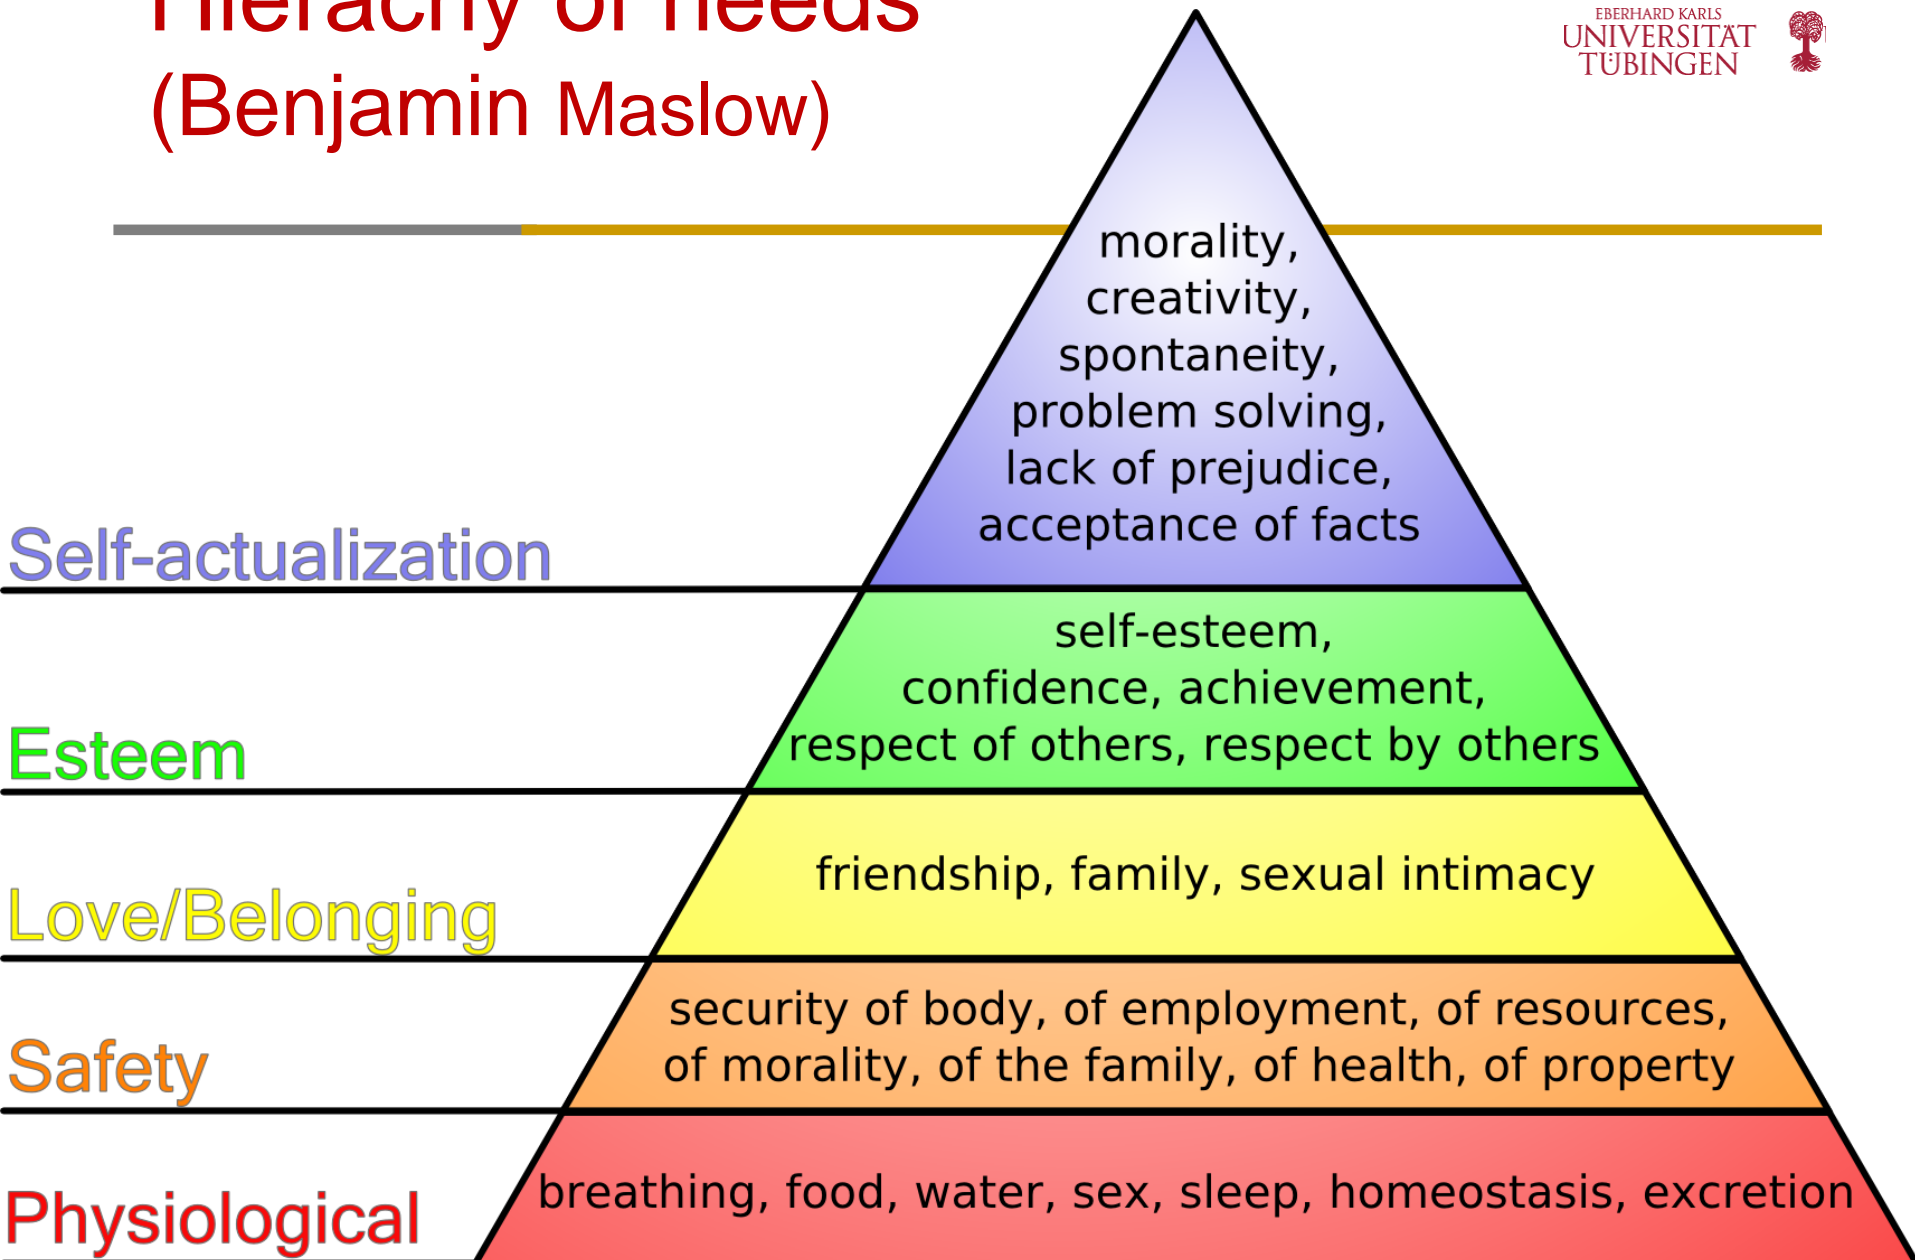 Hierachy of needs
(Benjamin Maslow)
EBERHARD KARLS
UNIVERSITÄT
TÜBINGEN
morality,
creativity,
spontaneity,
problem solving,
lack of prejudice,
acceptance of facts
Self-actualization
self-esteem,
confidence, achievement,
respect of others, respect by others
Esteem
friendship, family, sexual intimacy
Love/Belonging
security of body, of employment, of resources,
of morality, of the family, of health, of property
Safety
breathing, food, water, sex, sleep, homeostasis, excretion
Physiological